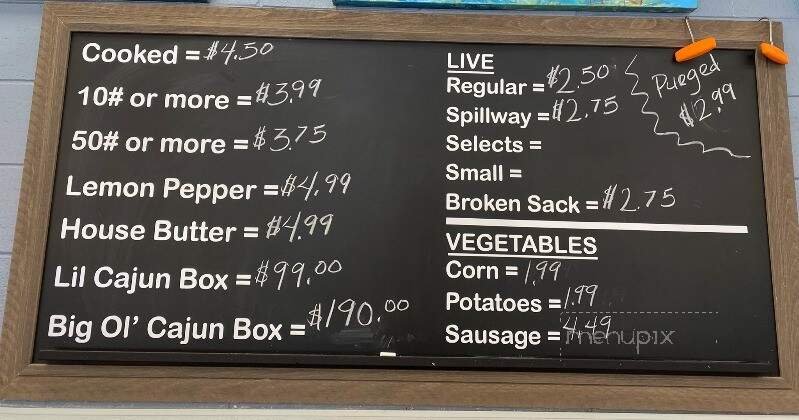 Cooked = $4.50
10# or more = $3.99
50# or more = $3.75
Lemon Pepper = $4.99
House Butter = $4.99
Lil Cajun Box = $99.00
Big Ol' Cajun Box = $190.00
LIVE
Regular = $2.50
Spillway = $2.75
Selects =
Small =
Broken Sack = $2.75
Purged
$2.99
VEGETABLES
Corn = 1.99
Potatoes = 1.99
Sausage = 4.49
menupix